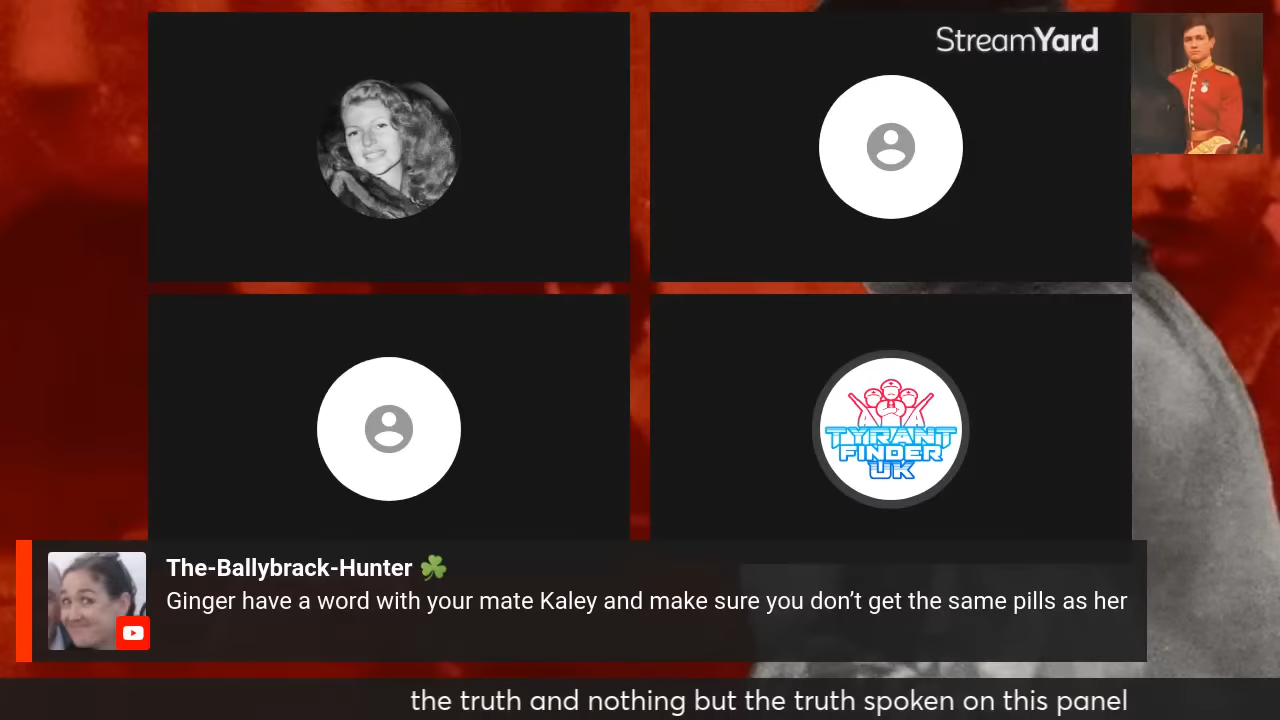 StreamYard
TYRANT
FINDER
UK
The-Ballybrack-Hunter ☘️
Ginger have a word with your mate Kaley and make sure you don’t get the same pills as her
the truth and nothing but the truth spoken on this panel